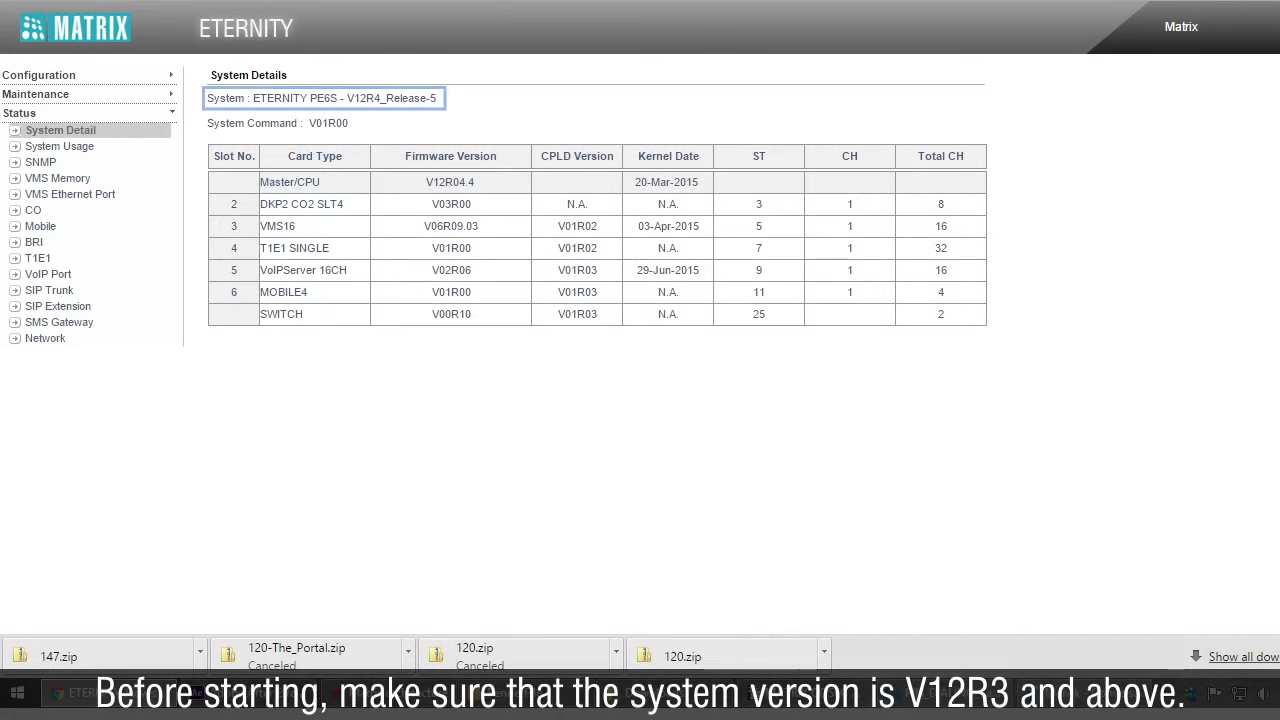 MATRIX ETERNITY Matrix
Configuration
Maintenance
Status
System Detail
System Usage
SNMP
VMS Memory
VMS Ethernet Port
CO
Mobile
BRI
T1E1
VoIP Port
SIP Trunk
SIP Extension
SMS Gateway
Network
System Details
System : ETERNITY PE6S - V12R4_Release-5
System Command : V01R00
Slot No. Card Type Firmware Version CPLD Version Kernel Date ST CH Total CH
Master/CPU V12R04.4 20-Mar-2015
2 DKP2 CO2 SLT4 V03R00 N.A. N.A. 3 1 8
3 VMS16 V06R09.03 V01R02 03-Apr-2015 5 1 16
4 T1E1 SINGLE V01R00 V01R02 N.A. 7 1 32
5 VoIPServer 16CH V02R06 V01R03 29-Jun-2015 9 1 16
6 MOBILE4 V01R00 V01R03 N.A. 11 1 4
SWITCH V00R10 V01R03 N.A. 25 2
147.zip
120-The_Portal.zip
Canceled
120.zip
Canceled
120.zip
Show all dow
Before starting, make sure that the system version is V12R3 and above.